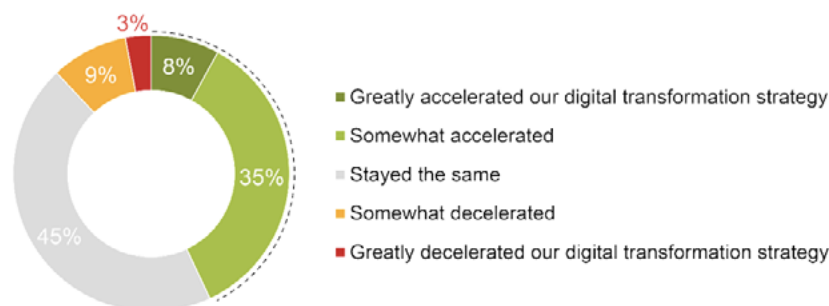 3%
8%
9%
35%
45%
Greatly accelerated our digital transformation strategy
Somewhat accelerated
Stayed the same
Somewhat decelerated
Greatly decelerated our digital transformation strategy